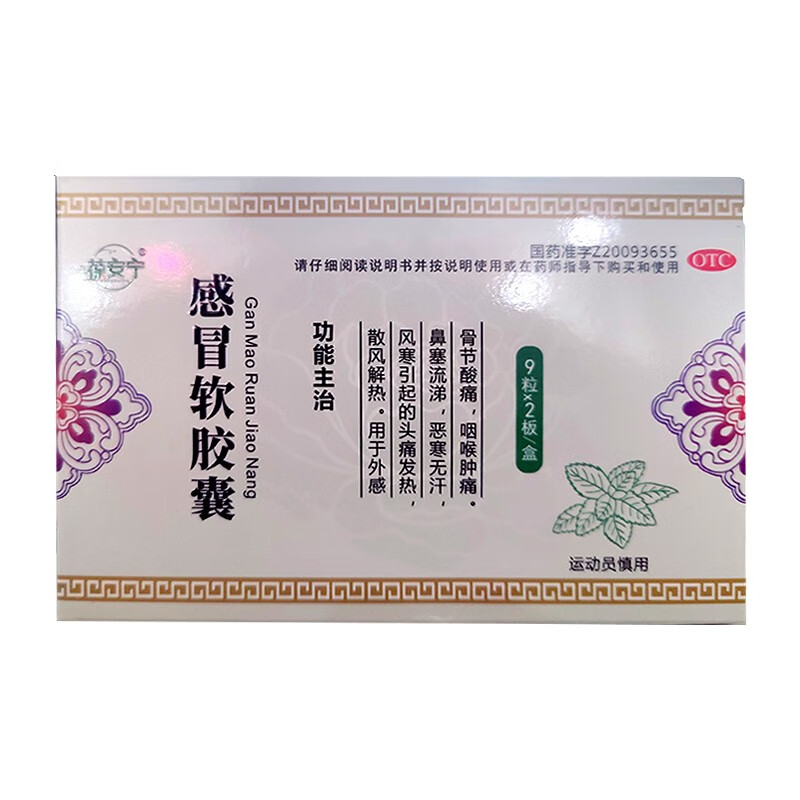 葆安宁®
国药准字Z20093655
请仔细阅读说明书并按说明使用或在药师指导下购买和使用
OTC
感冒软胶囊
Gan Mao Ruan Jiao Nang
功能主治
散风解热。用于外感
风寒引起的头痛发热，
鼻塞流涕，恶寒无汗，
骨节酸痛，咽喉肿痛。
9粒×2板/盒
运动员慎用